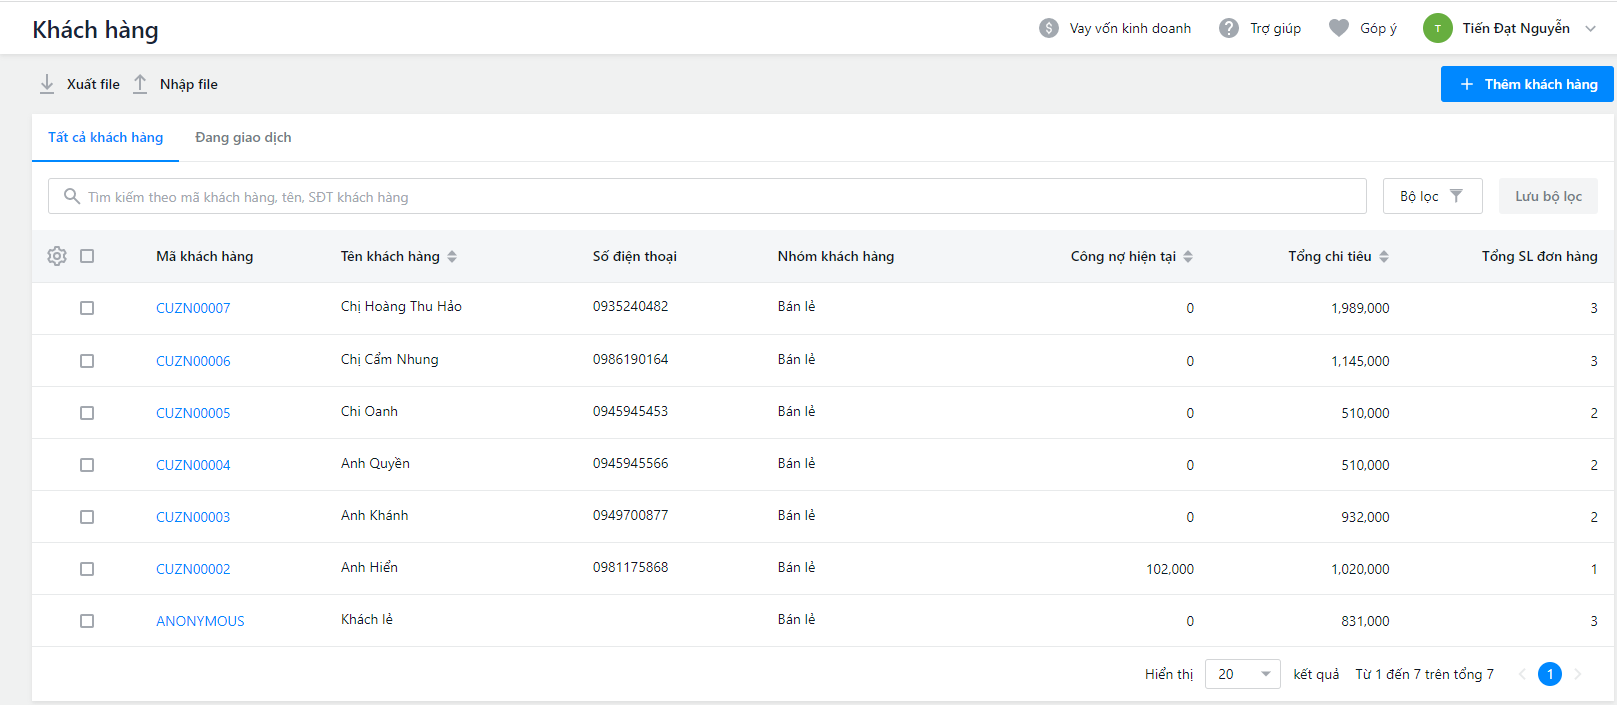 Khách hàng
Vay vốn kinh doanh Trợ giúp Góp ý T Tiến Đạt Nguyễn
Xuất file Nhập file + Thêm khách hàng
Tất cả khách hàng Đang giao dịch
Tìm kiếm theo mã khách hàng, tên, SĐT khách hàng Bộ lọc Lưu bộ lọc
Mã khách hàng Tên khách hàng Số điện thoại Nhóm khách hàng Công nợ hiện tại Tổng chi tiêu Tổng SL đơn hàng
CUZN00007 Chị Hoàng Thu Hảo 0935240482 Bán lẻ 0 1,989,000 3
CUZN00006 Chị Cẩm Nhung 0986190164 Bán lẻ 0 1,145,000 3
CUZN00005 Chi Oanh 0945945453 Bán lẻ 0 510,000 2
CUZN00004 Anh Quyền 0945945566 Bán lẻ 0 510,000 2
CUZN00003 Anh Khánh 0949700877 Bán lẻ 0 932,000 2
CUZN00002 Anh Hiển 0981175868 Bán lẻ 102,000 1,020,000 1
ANONYMOUS Khách lẻ Bán lẻ 0 831,000 3
Hiển thị 20 kết quả Từ 1 đến 7 trên tổng 7 1